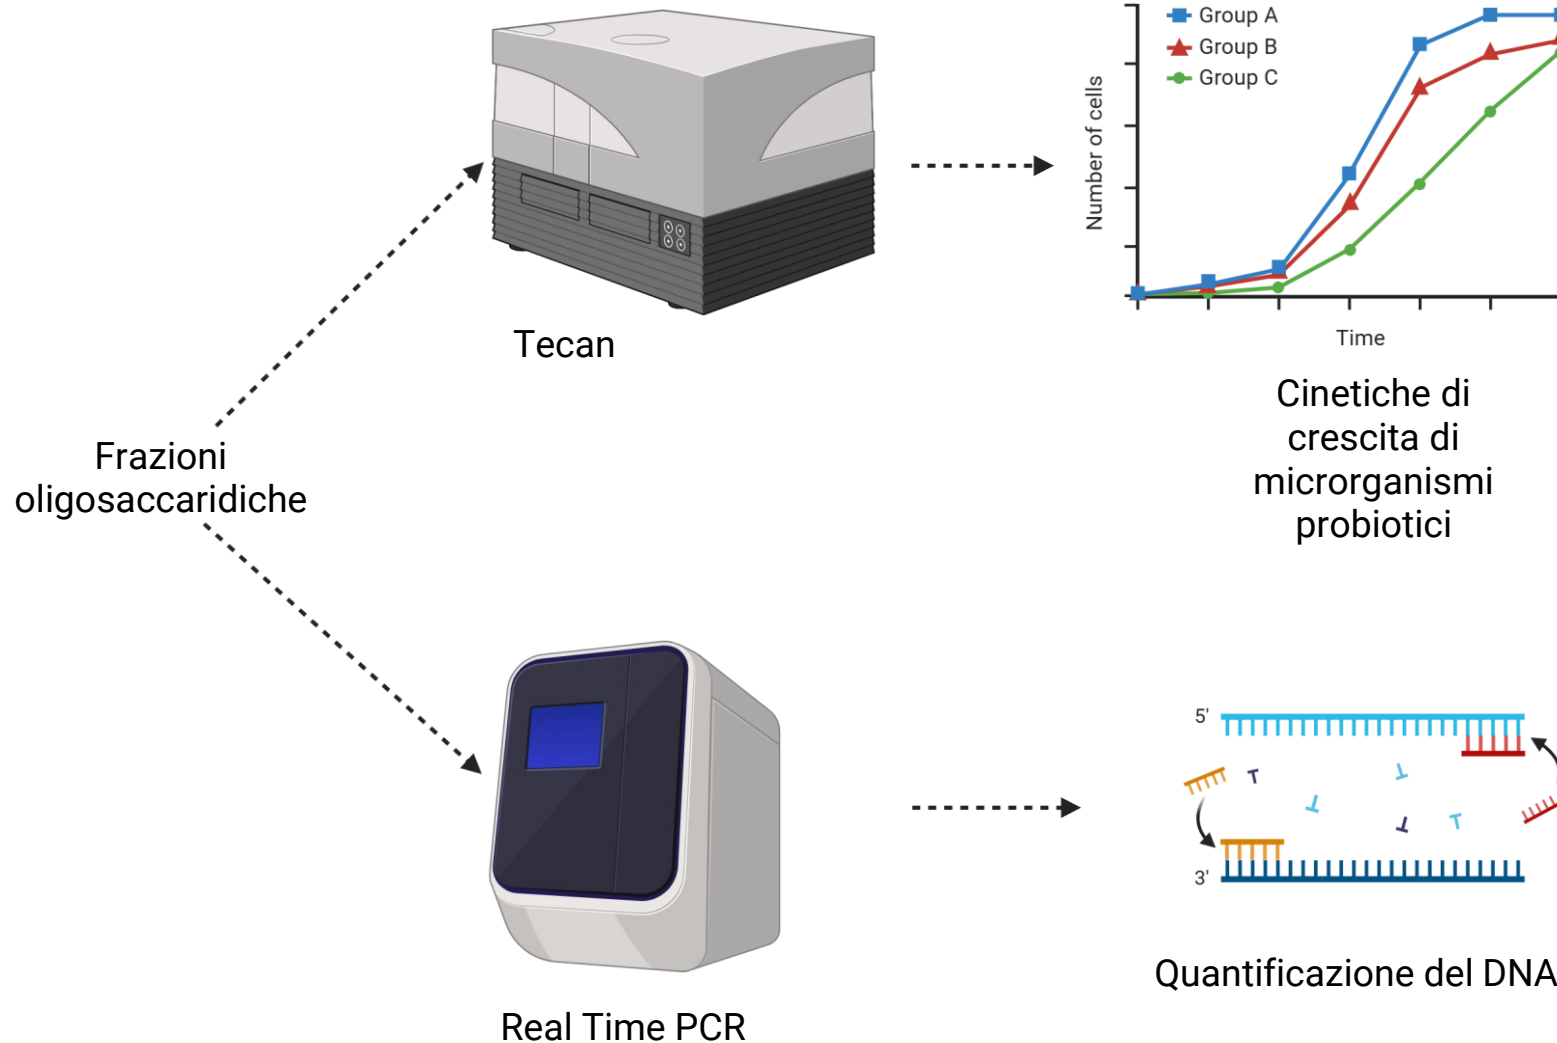 Group A
Group B
Group C
Number of cells
Time
Tecan
Cinetiche di
crescita di
microrganismi
probiotici
Frazioni
oligosaccaridiche
5'
3'
Quantificazione del DNA
Real Time PCR